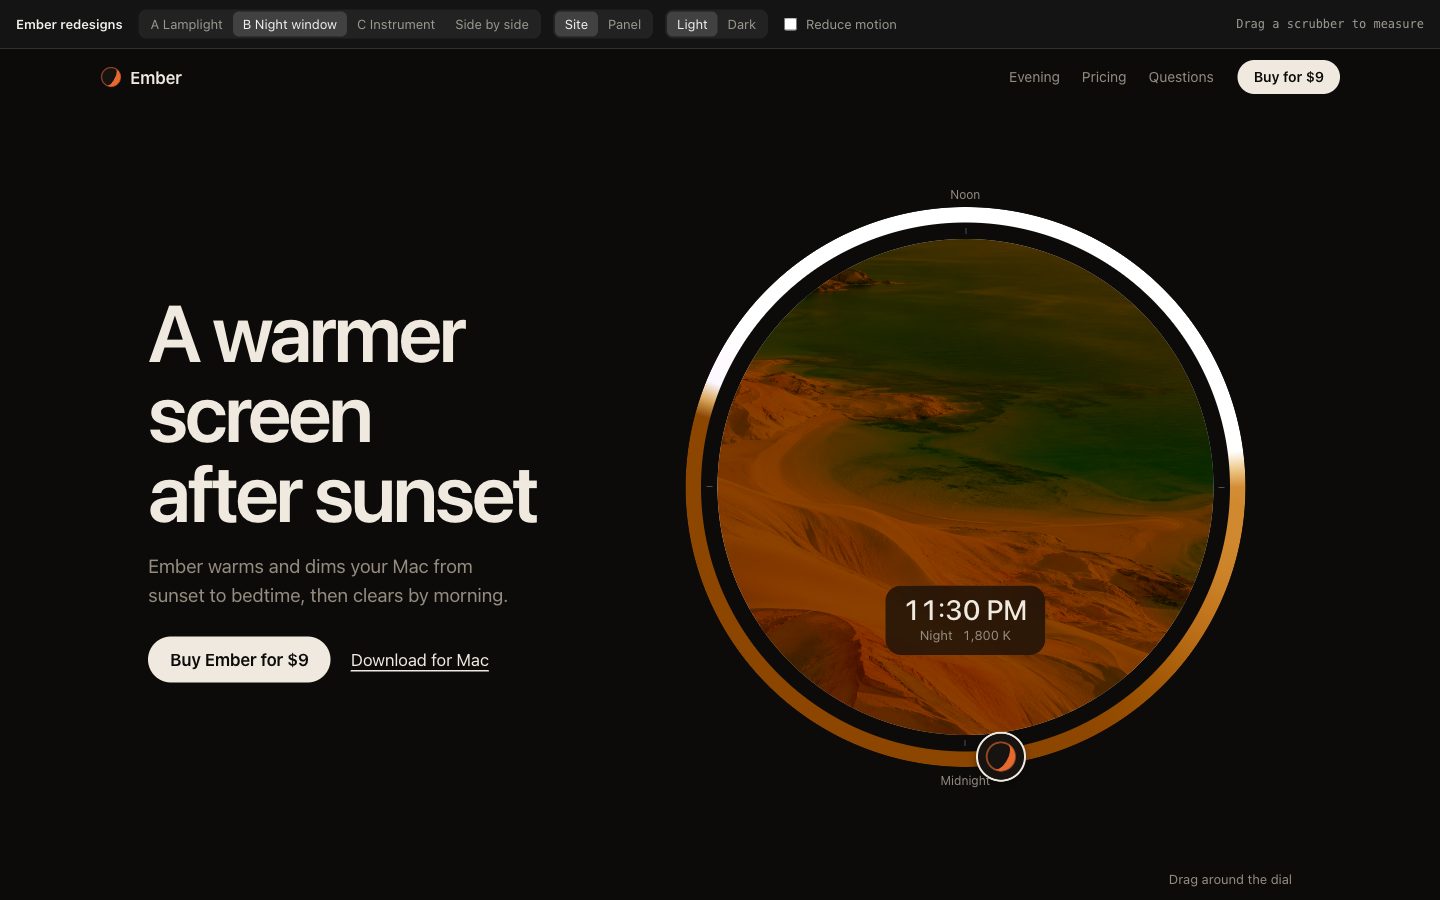 Ember redesigns
A Lamplight
B Night window
C Instrument
Side by side
Site
Panel
Light
Dark
Reduce motion
Drag a scrubber to measure
Ember
Evening
Pricing
Questions
Buy for $9
Noon
A warmer
screen
after sunset
Ember warms and dims your Mac from
sunset to bedtime, then clears by morning.
Buy Ember for $9
Download for Mac
11:30 PM
Night 1,800 K
Midnight
Drag around the dial